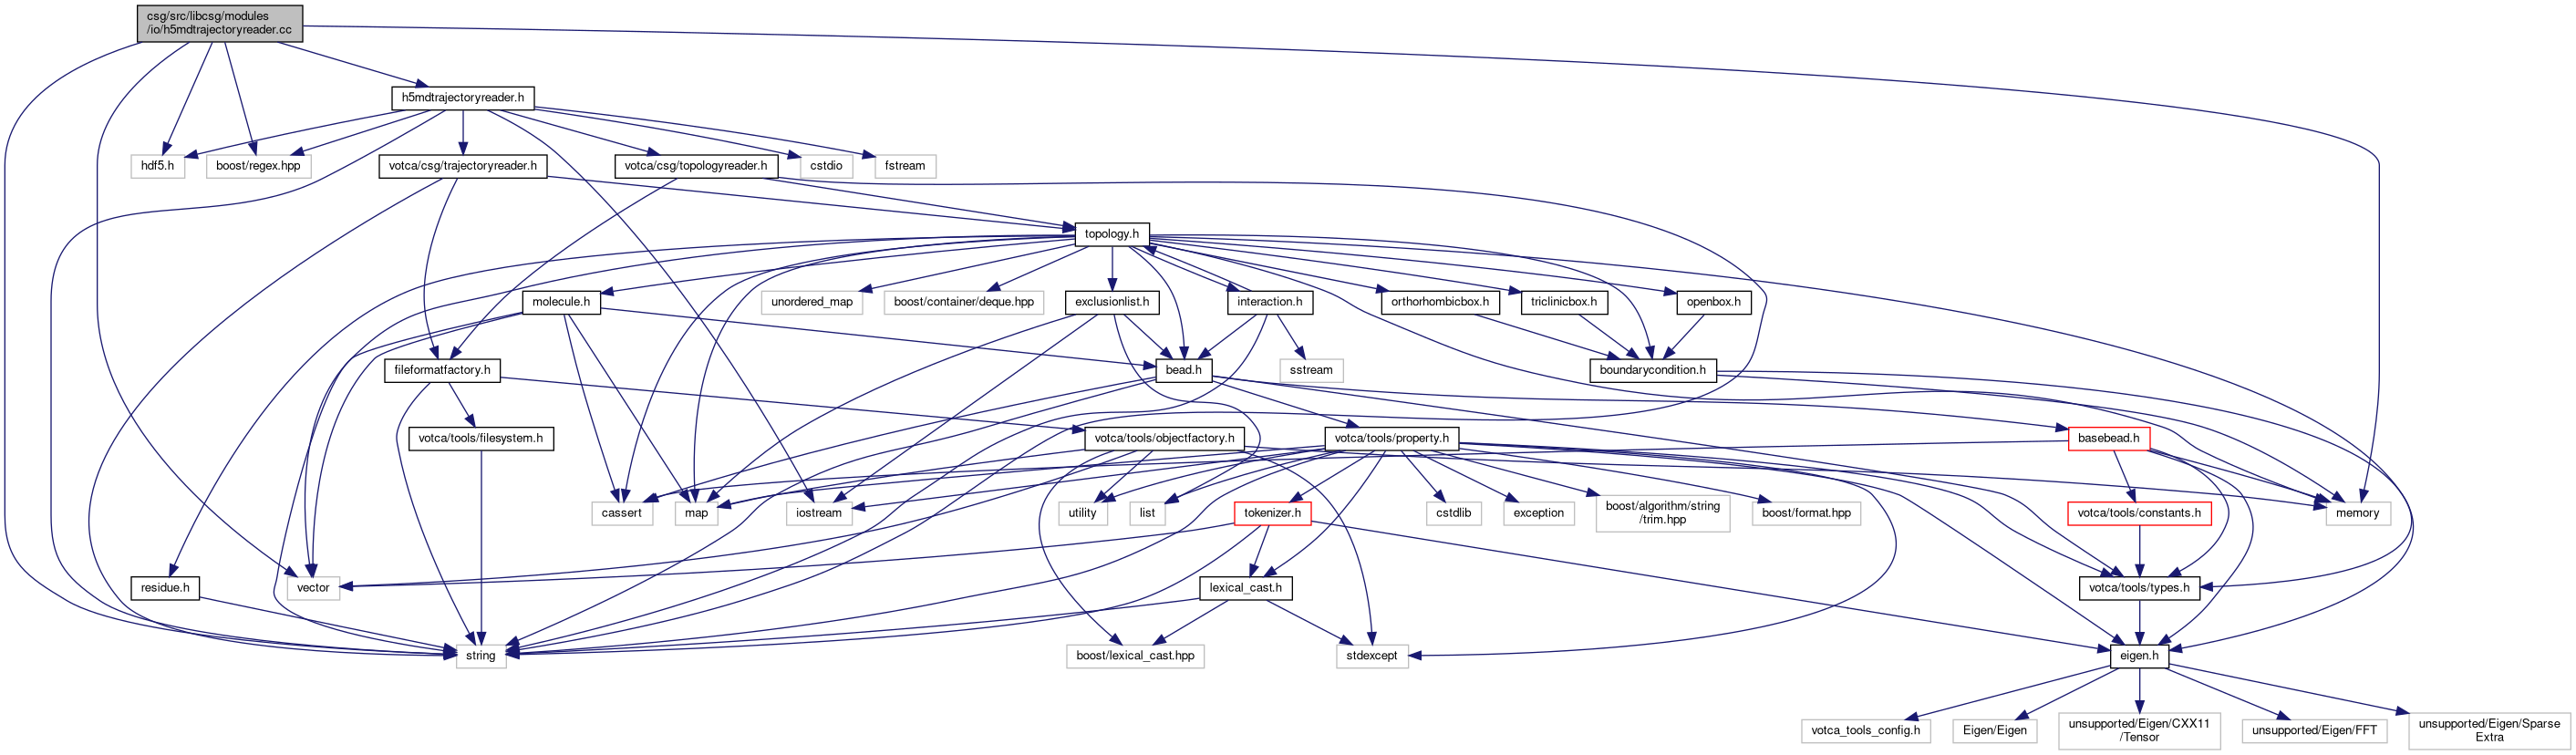 csg/src/libcsg/modules
/io/h5mdtrajectoryreader.cc
h5mdtrajectoryreader.h
hdf5.h
boost/regex.hpp
votca/csg/trajectoryreader.h
votca/csg/topologyreader.h
cstdio
fstream
topology.h
molecule.h
unordered_map
boost/container/deque.hpp
exclusionlist.h
interaction.h
orthorhombicbox.h
triclinicbox.h
openbox.h
fileformatfactory.h
bead.h
sstream
boundarycondition.h
votca/tools/filesystem.h
votca/tools/objectfactory.h
votca/tools/property.h
basebead.h
cassert
map
iostream
utility
list
tokenizer.h
cstdlib
exception
boost/algorithm/string
/trim.hpp
boost/format.hpp
votca/tools/constants.h
memory
residue.h
vector
lexical_cast.h
votca/tools/types.h
string
boost/lexical_cast.hpp
stdexcept
eigen.h
votca_tools_config.h
Eigen/Eigen
unsupported/Eigen/CXX11
/Tensor
unsupported/Eigen/FFT
unsupported/Eigen/Sparse
Extra